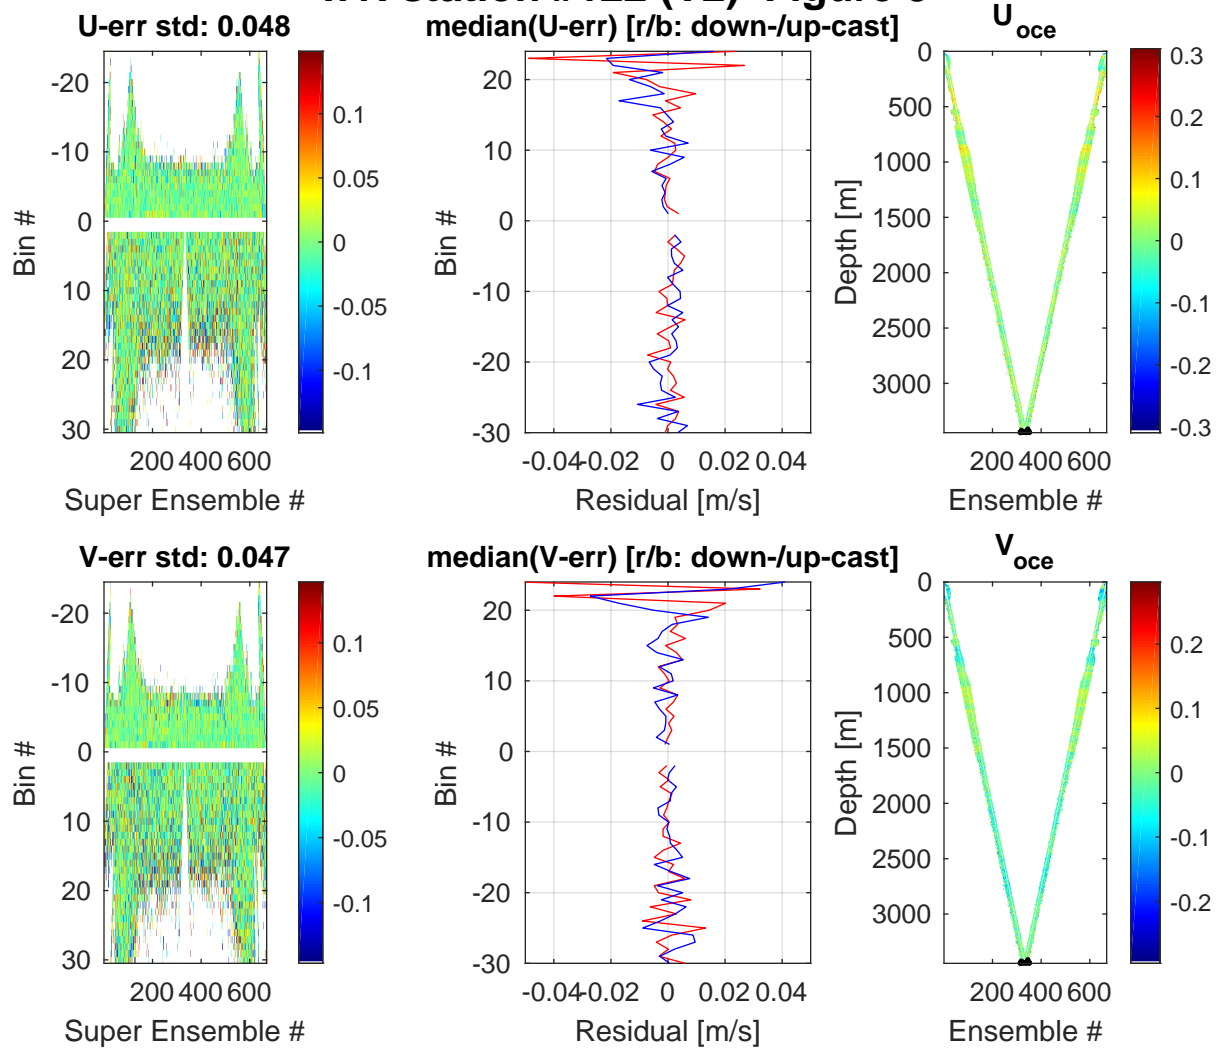 U-err std: 0.048
median(U-err) [r/b: down-/up-cast]
U
oce
-20
-10
0
10
20
30
Bin #
200 400 600
Super Ensemble #
0.1
0.05
0
-0.05
-0.1
20
10
0
-10
-20
-30
Bin #
-0.04 -0.02 0 0.02 0.04
Residual [m/s]
0
500
1000
1500
2000
2500
3000
Depth [m]
200 400 600
Ensemble #
0.3
0.2
0.1
0
-0.1
-0.2
-0.3
V-err std: 0.047
median(V-err) [r/b: down-/up-cast]
V
oce
-20
-10
0
10
20
30
Bin #
200 400 600
Super Ensemble #
0.1
0.05
0
-0.05
-0.1
20
10
0
-10
-20
-30
Bin #
-0.04 -0.02 0 0.02 0.04
Residual [m/s]
0
500
1000
1500
2000
2500
3000
Depth [m]
200 400 600
Ensemble #
0.2
0.1
0
-0.1
-0.2